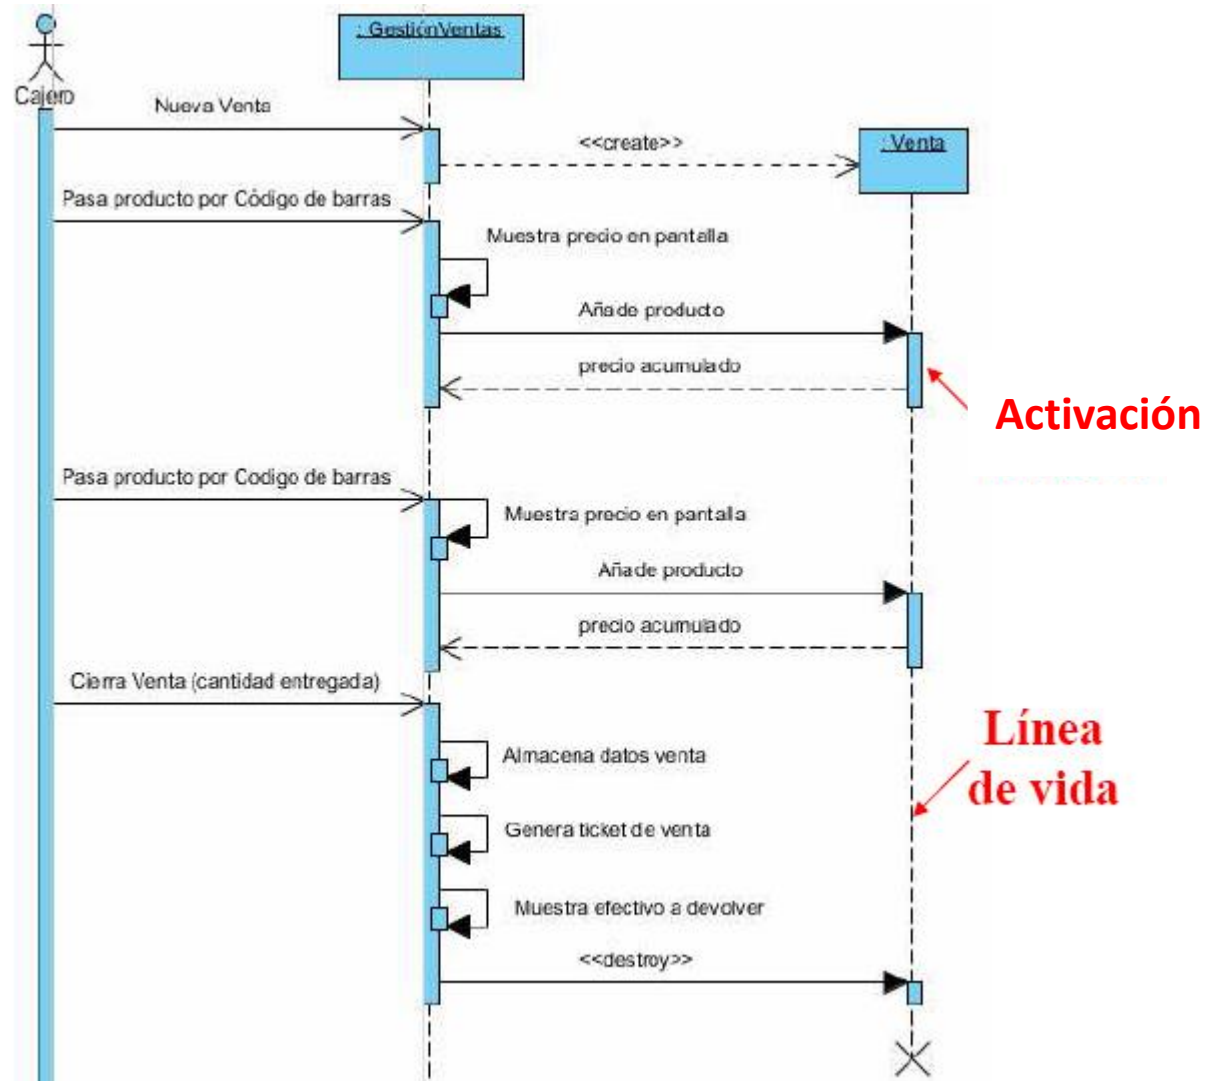 : GestiónVentas
Cajero
Nueva Venta
<<create>>
: Venta
Pasa producto por Código de barras
Muestra precio en pantalla
Añade producto
precio acumulado
Activación
Pasa producto por Codigo de barras
Muestra precio en pantalla
Añade producto
precio acumulado
Cierra Venta (cantidad entregada)
Línea
de vida
Almacena datos venta
Genera ticket de venta
Muestra efectivo a devolver
<<destroy>>